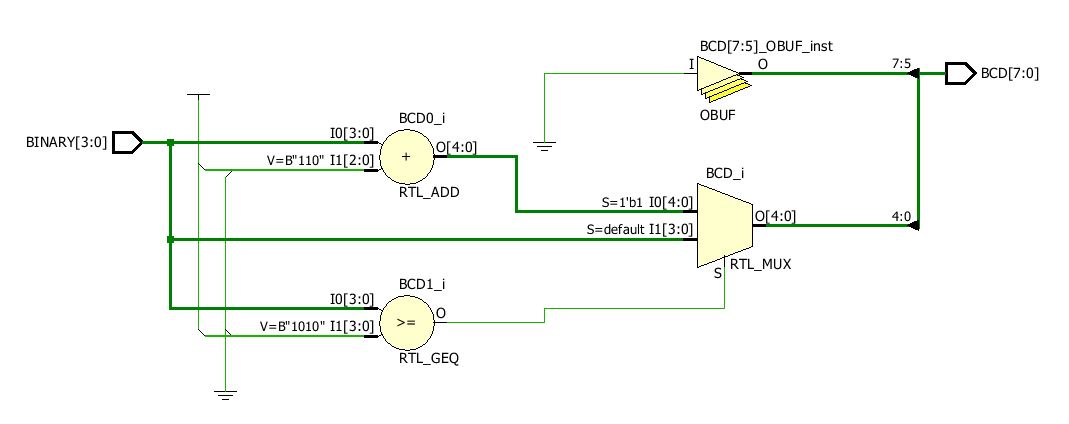 BCD[7:5]_OBUF_inst
I
O
7:5
BCD[7:0]
OBUF
BCD0_i
BINARY[3:0]
I0[3:0]
V=B"110" I1[2:0]
+
O[4:0]
RTL_ADD
BCD_i
S=1'b1 I0[4:0]
S=default I1[3:0]
O[4:0]
4:0
S
RTL_MUX
BCD1_i
I0[3:0]
V=B"1010" I1[3:0]
>=
O
RTL_GEQ